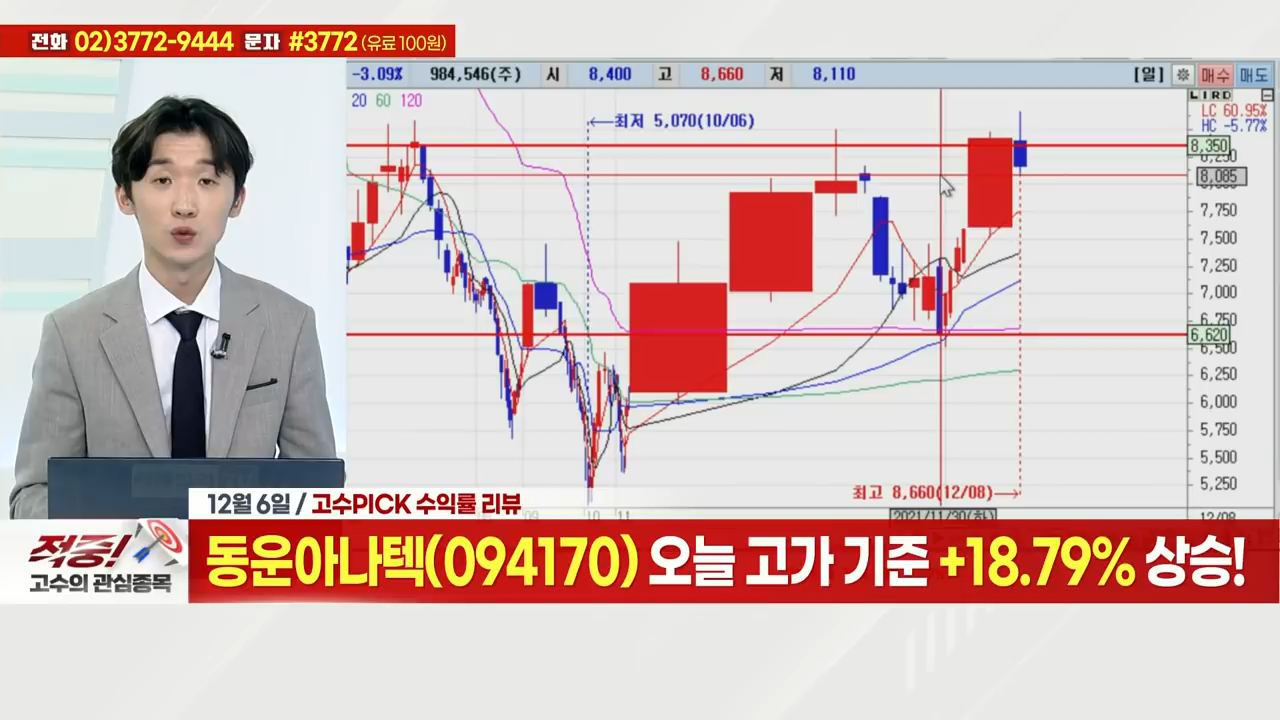 전화 02)3772-9444 문자 #3772 (유료 100원)
-3.09% 984,546(주) 시 8,400 고 8,660 저 8,110 [일] 매수 매도
20 60 120
L I R D
LC 60.95%
HC -5.77%
←최저 5,070(10/06)
8,350
8,085
7,750
7,500
7,250
7,000
6,750
6,620
6,500
6,250
6,000
5,750
5,500
5,250
최고 8,660(12/08)→
10 11
2021/11/30(화)
12/08
12월 6일 / 고수PICK 수익률 리뷰
적중!
고수의 관심종목
동운아나텍(094170) 오늘 고가 기준 +18.79% 상승!